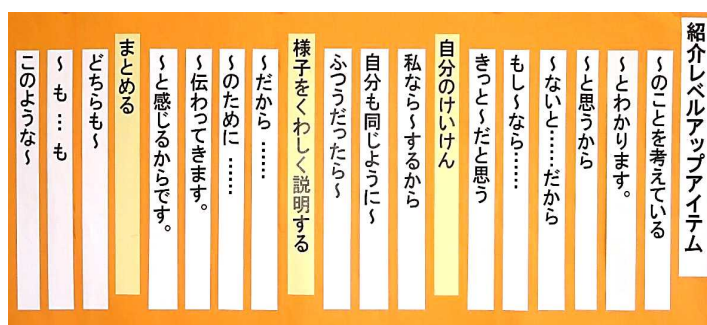 紹介レベルアップアイテム
～のことを考えている
～とわかります。
～と思うから
～ないと……だから
もし～なら……
きっと～だと思う
自分のけいけん
私なら～するから
自分も同じように～
ふつうだったら～
様子をくわしく説明する
～だから……
～のために……
～伝わってきます。
～と感じるからです。
まとめる
どちらも～
～も…も
このような～